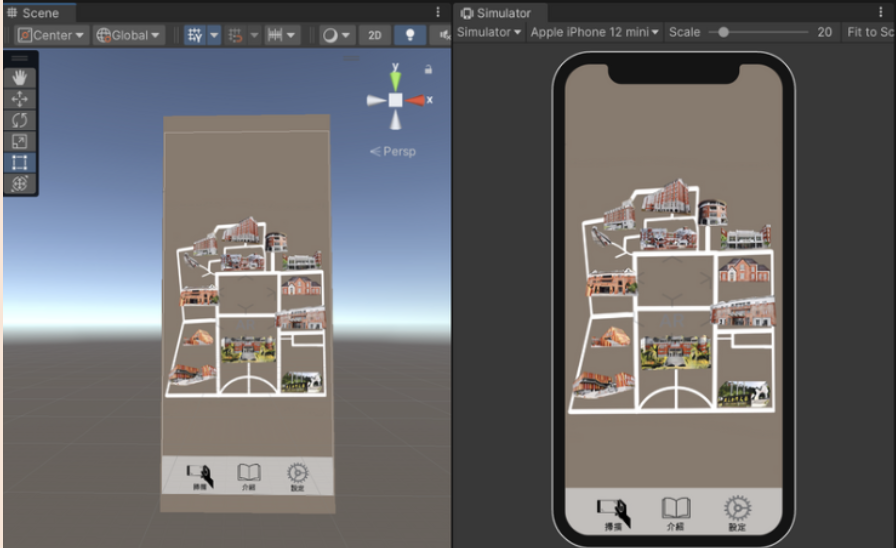 Scene
Center
Global
2D
y
x
Persp
掃描
介紹
設定
Simulator
Simulator Apple iPhone 12 mini Scale 20 Fit to Sc
掃描
介紹
設定